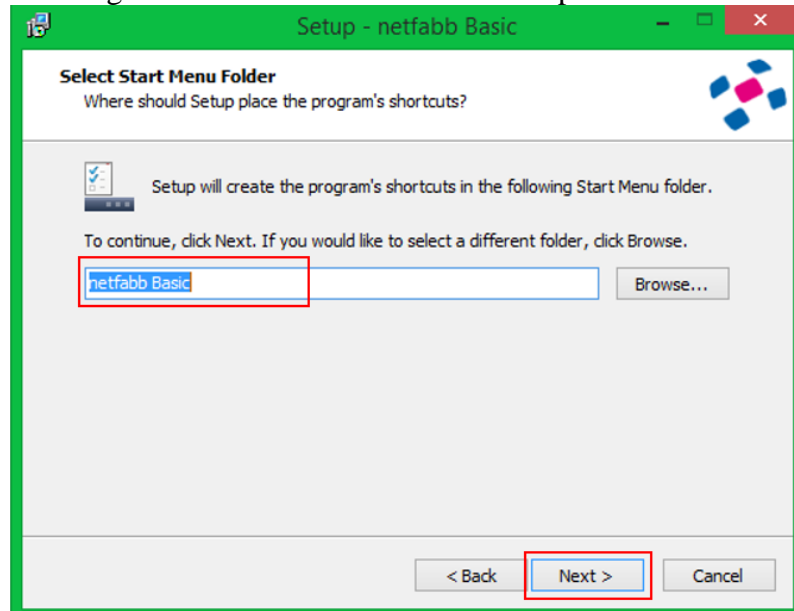 Setup - netfabb Basic
Select Start Menu Folder
Where should Setup place the program's shortcuts?
Setup will create the program's shortcuts in the following Start Menu folder.
To continue, click Next. If you would like to select a different folder, click Browse.
netfabb Basic
Browse...
< Back
Next >
Cancel